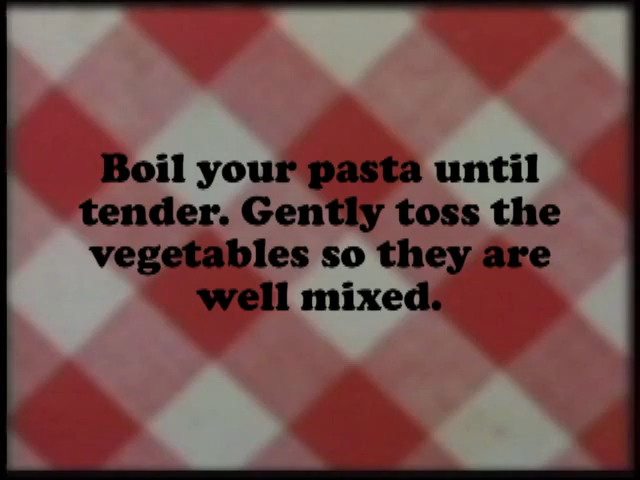 Boil your pasta until
tender. Gently toss the
vegetables so they are
well mixed.